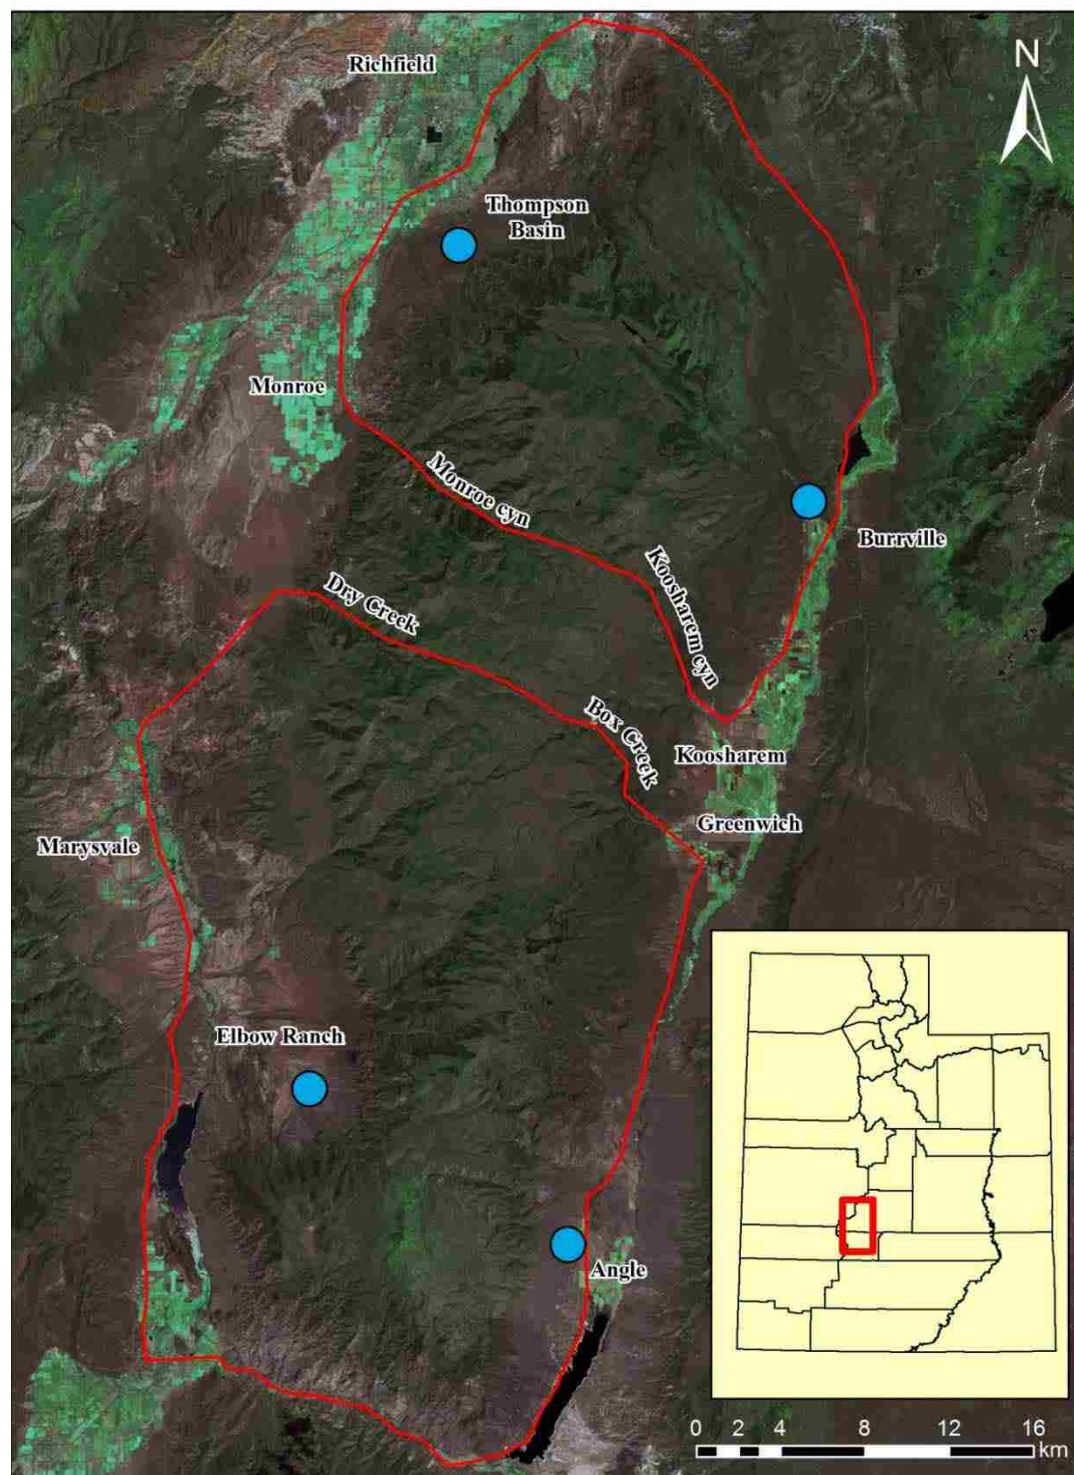 Richfield
N
Thompson
Basin
Monroe
Monroe cyn
Burrville
Koosharem cyn
Dry Creek
Box Creek
Koosharem
Greenwich
Marysvale
Elbow Ranch
Angle
0 2 4 8 12 16
km